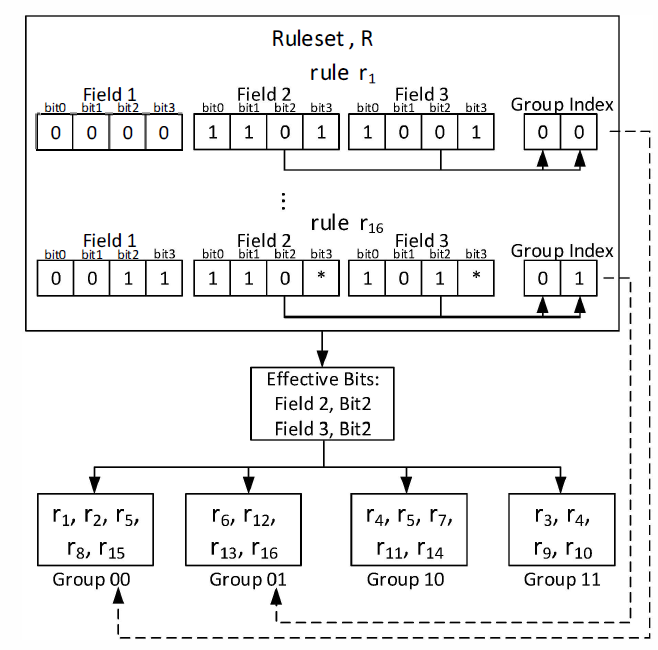 Ruleset , R
rule r1
Field 1 Field 2 Field 3
bit0 bit1 bit2 bit3 bit0 bit1 bit2 bit3 bit0 bit1 bit2 bit3 Group Index
0 0 0 0 1 1 0 1 1 0 0 1 0 0
⋮
rule r16
Field 1 Field 2 Field 3
bit0 bit1 bit2 bit3 bit0 bit1 bit2 bit3 bit0 bit1 bit2 bit3 Group Index
0 0 1 1 1 1 0 * 1 0 1 * 0 1
Effective Bits:
Field 2, Bit2
Field 3, Bit2
r1, r2, r5,
r8, r15
Group 00
r6, r12,
r13, r16
Group 01
r4, r5, r7,
r11, r14
Group 10
r3, r4,
r9, r10
Group 11